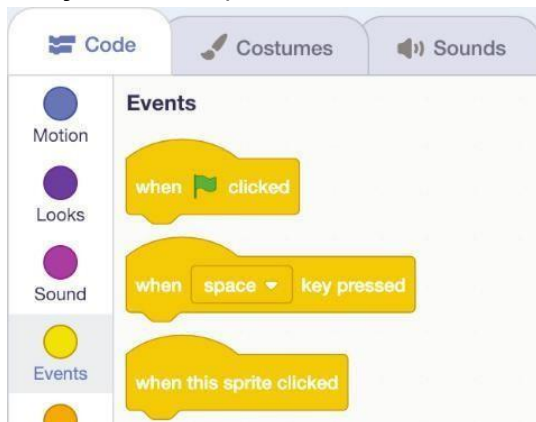 Code Costumes Sounds
Motion
Looks
Sound
Events
Events
when clicked
when space key pressed
when this sprite clicked